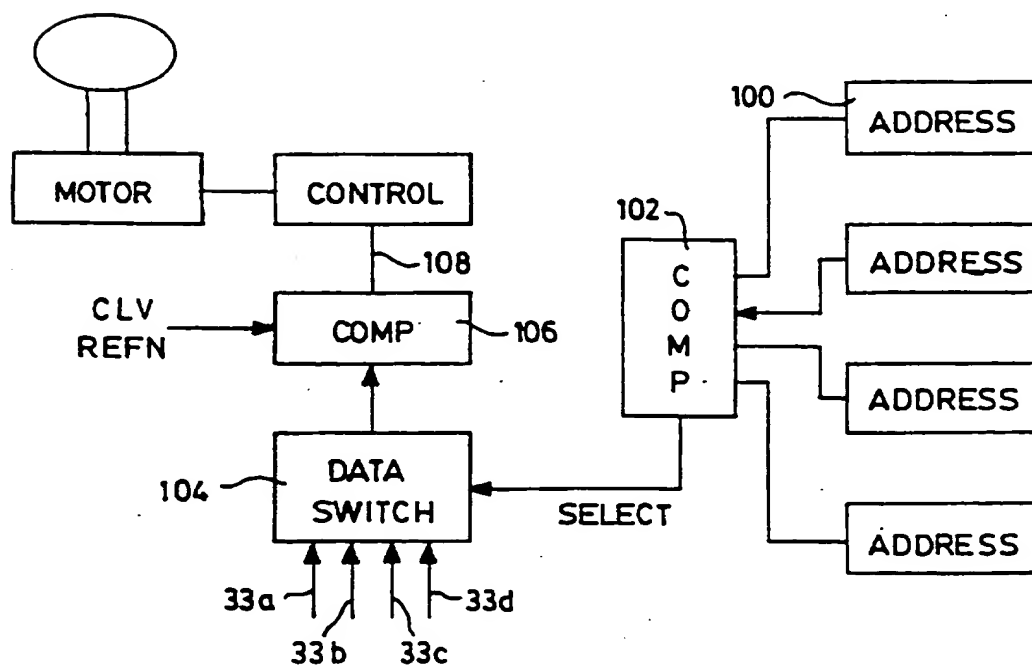 100
ADDRESS
MOTOR
CONTROL
102
108
COMP
ADDRESS
CLV
REFN
COMP
106
ADDRESS
104
DATA
SWITCH
SELECT
ADDRESS
33a
33b
33c
33d